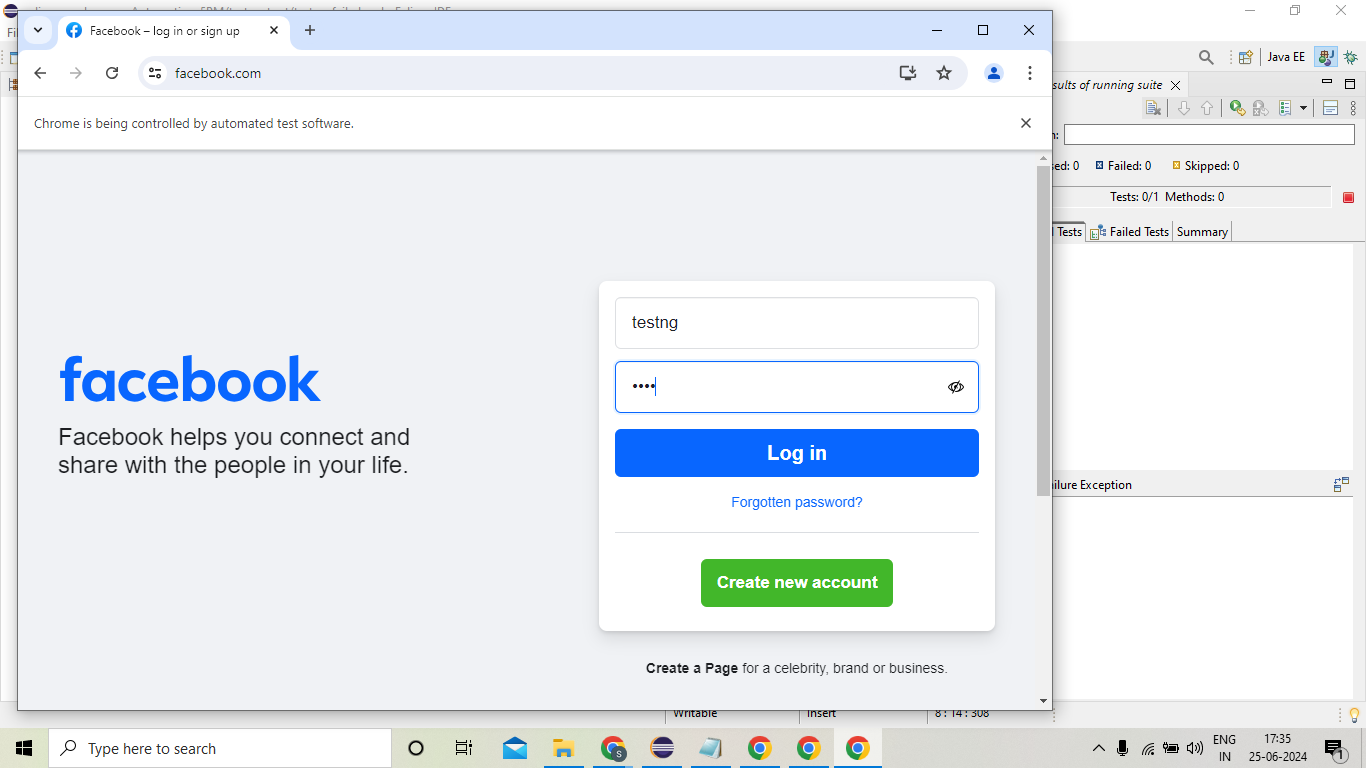 Facebook – log in or sign up
facebook.com
Chrome is being controlled by automated test software.
facebook
Facebook helps you connect and
share with the people in your life.
testng
••••
Log in
Forgotten password?
Create new account
Create a Page for a celebrity, brand or business.
Java EE
of running suite
Failed: 0 Skipped: 0
Tests: 0/1 Methods: 0
Tests Failed Tests Summary
Exception
Writable Insert 8 : 14 : 308
Type here to search
S
ENG
IN
17:35
25-06-2024
1